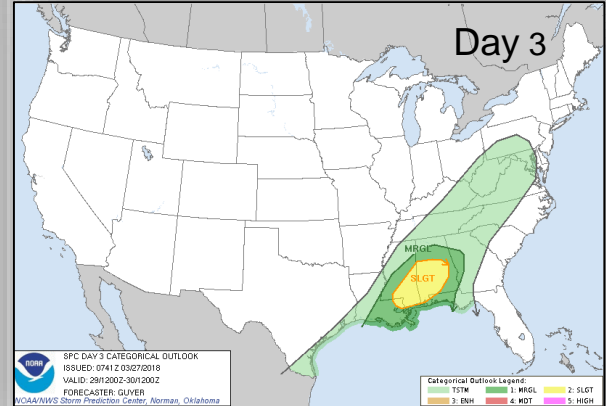 Day 3
MRGL
SLGT
NOAA
SPC DAY 3 CATEGORICAL OUTLOOK
ISSUED: 0741Z 03/27/2018
VALID: 29/1200Z-30/1200Z
FORECASTER: GUYER
NOAA/NWS Storm Prediction Center, Norman, Oklahoma
Categorical Outlook Legend:
TSTM 1: MRGL 2: SLGT
3: ENH 4: MDT 5: HIGH